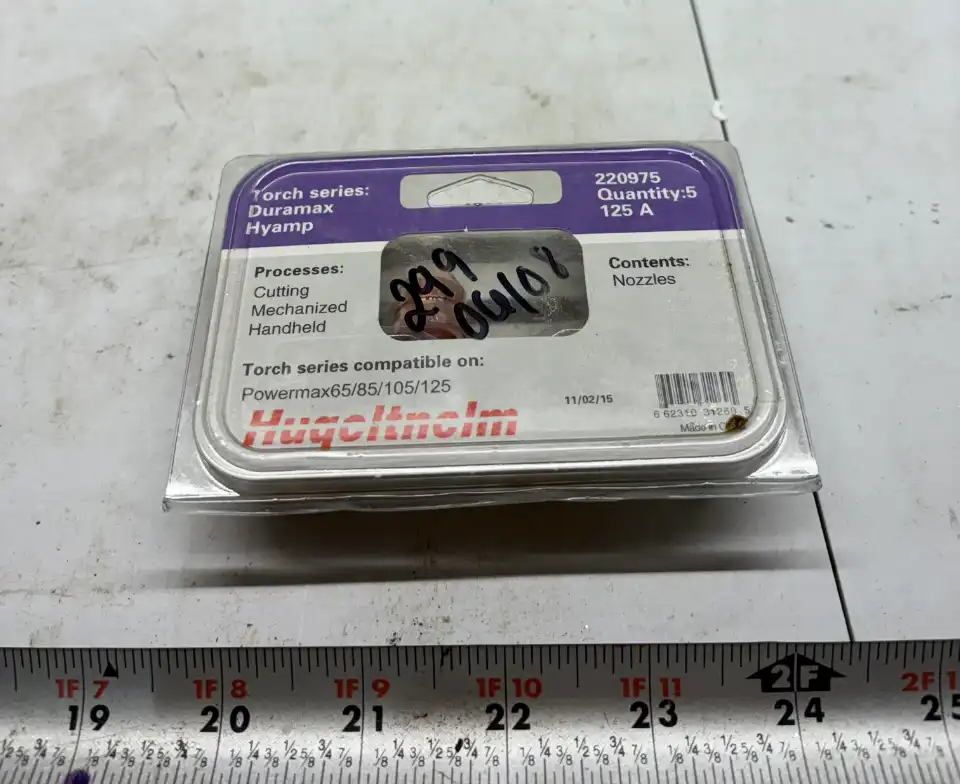 Torch series:
Duramax
Hyamp
220975
Quantity:5
125 A
Processes:
Cutting
Mechanized
Handheld
299
Contents:
Nozzles
Torch series compatible on:
Powermax65/85/105/125
Hugeltnelm
11/02/15
Made in
1F 7 1F 8 1F 9 1F 10 1F 11 2F 2F 1
19 20 21 22 23 24 25